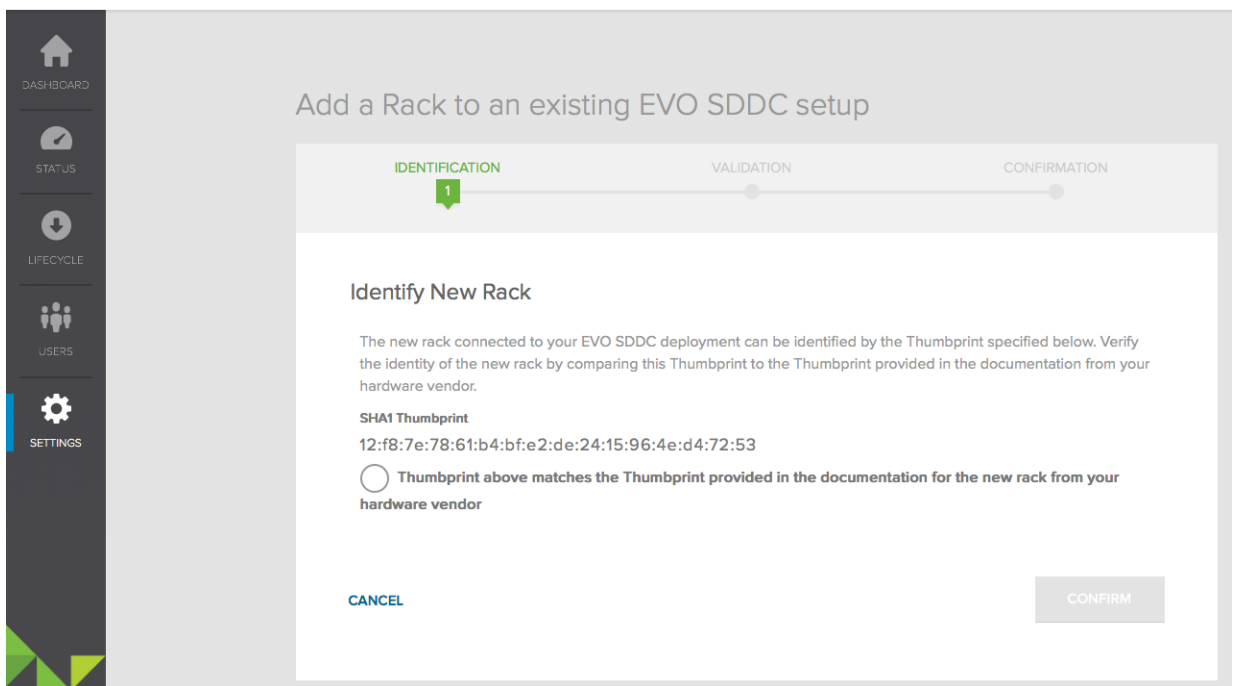 DASHBOARD
STATUS
LIFECYCLE
USERS
SETTINGS
Add a Rack to an existing EVO SDDC setup
IDENTIFICATION
VALIDATION
CONFIRMATION
1
Identify New Rack
The new rack connected to your EVO SDDC deployment can be identified by the Thumbprint specified below. Verify
the identity of the new rack by comparing this Thumbprint to the Thumbprint provided in the documentation from your
hardware vendor.
SHA1 Thumbprint
12:f8:7e:78:61:b4:bf:e2:de:24:15:96:4e:d4:72:53
Thumbprint above matches the Thumbprint provided in the documentation for the new rack from your
hardware vendor
CANCEL
CONFIRM